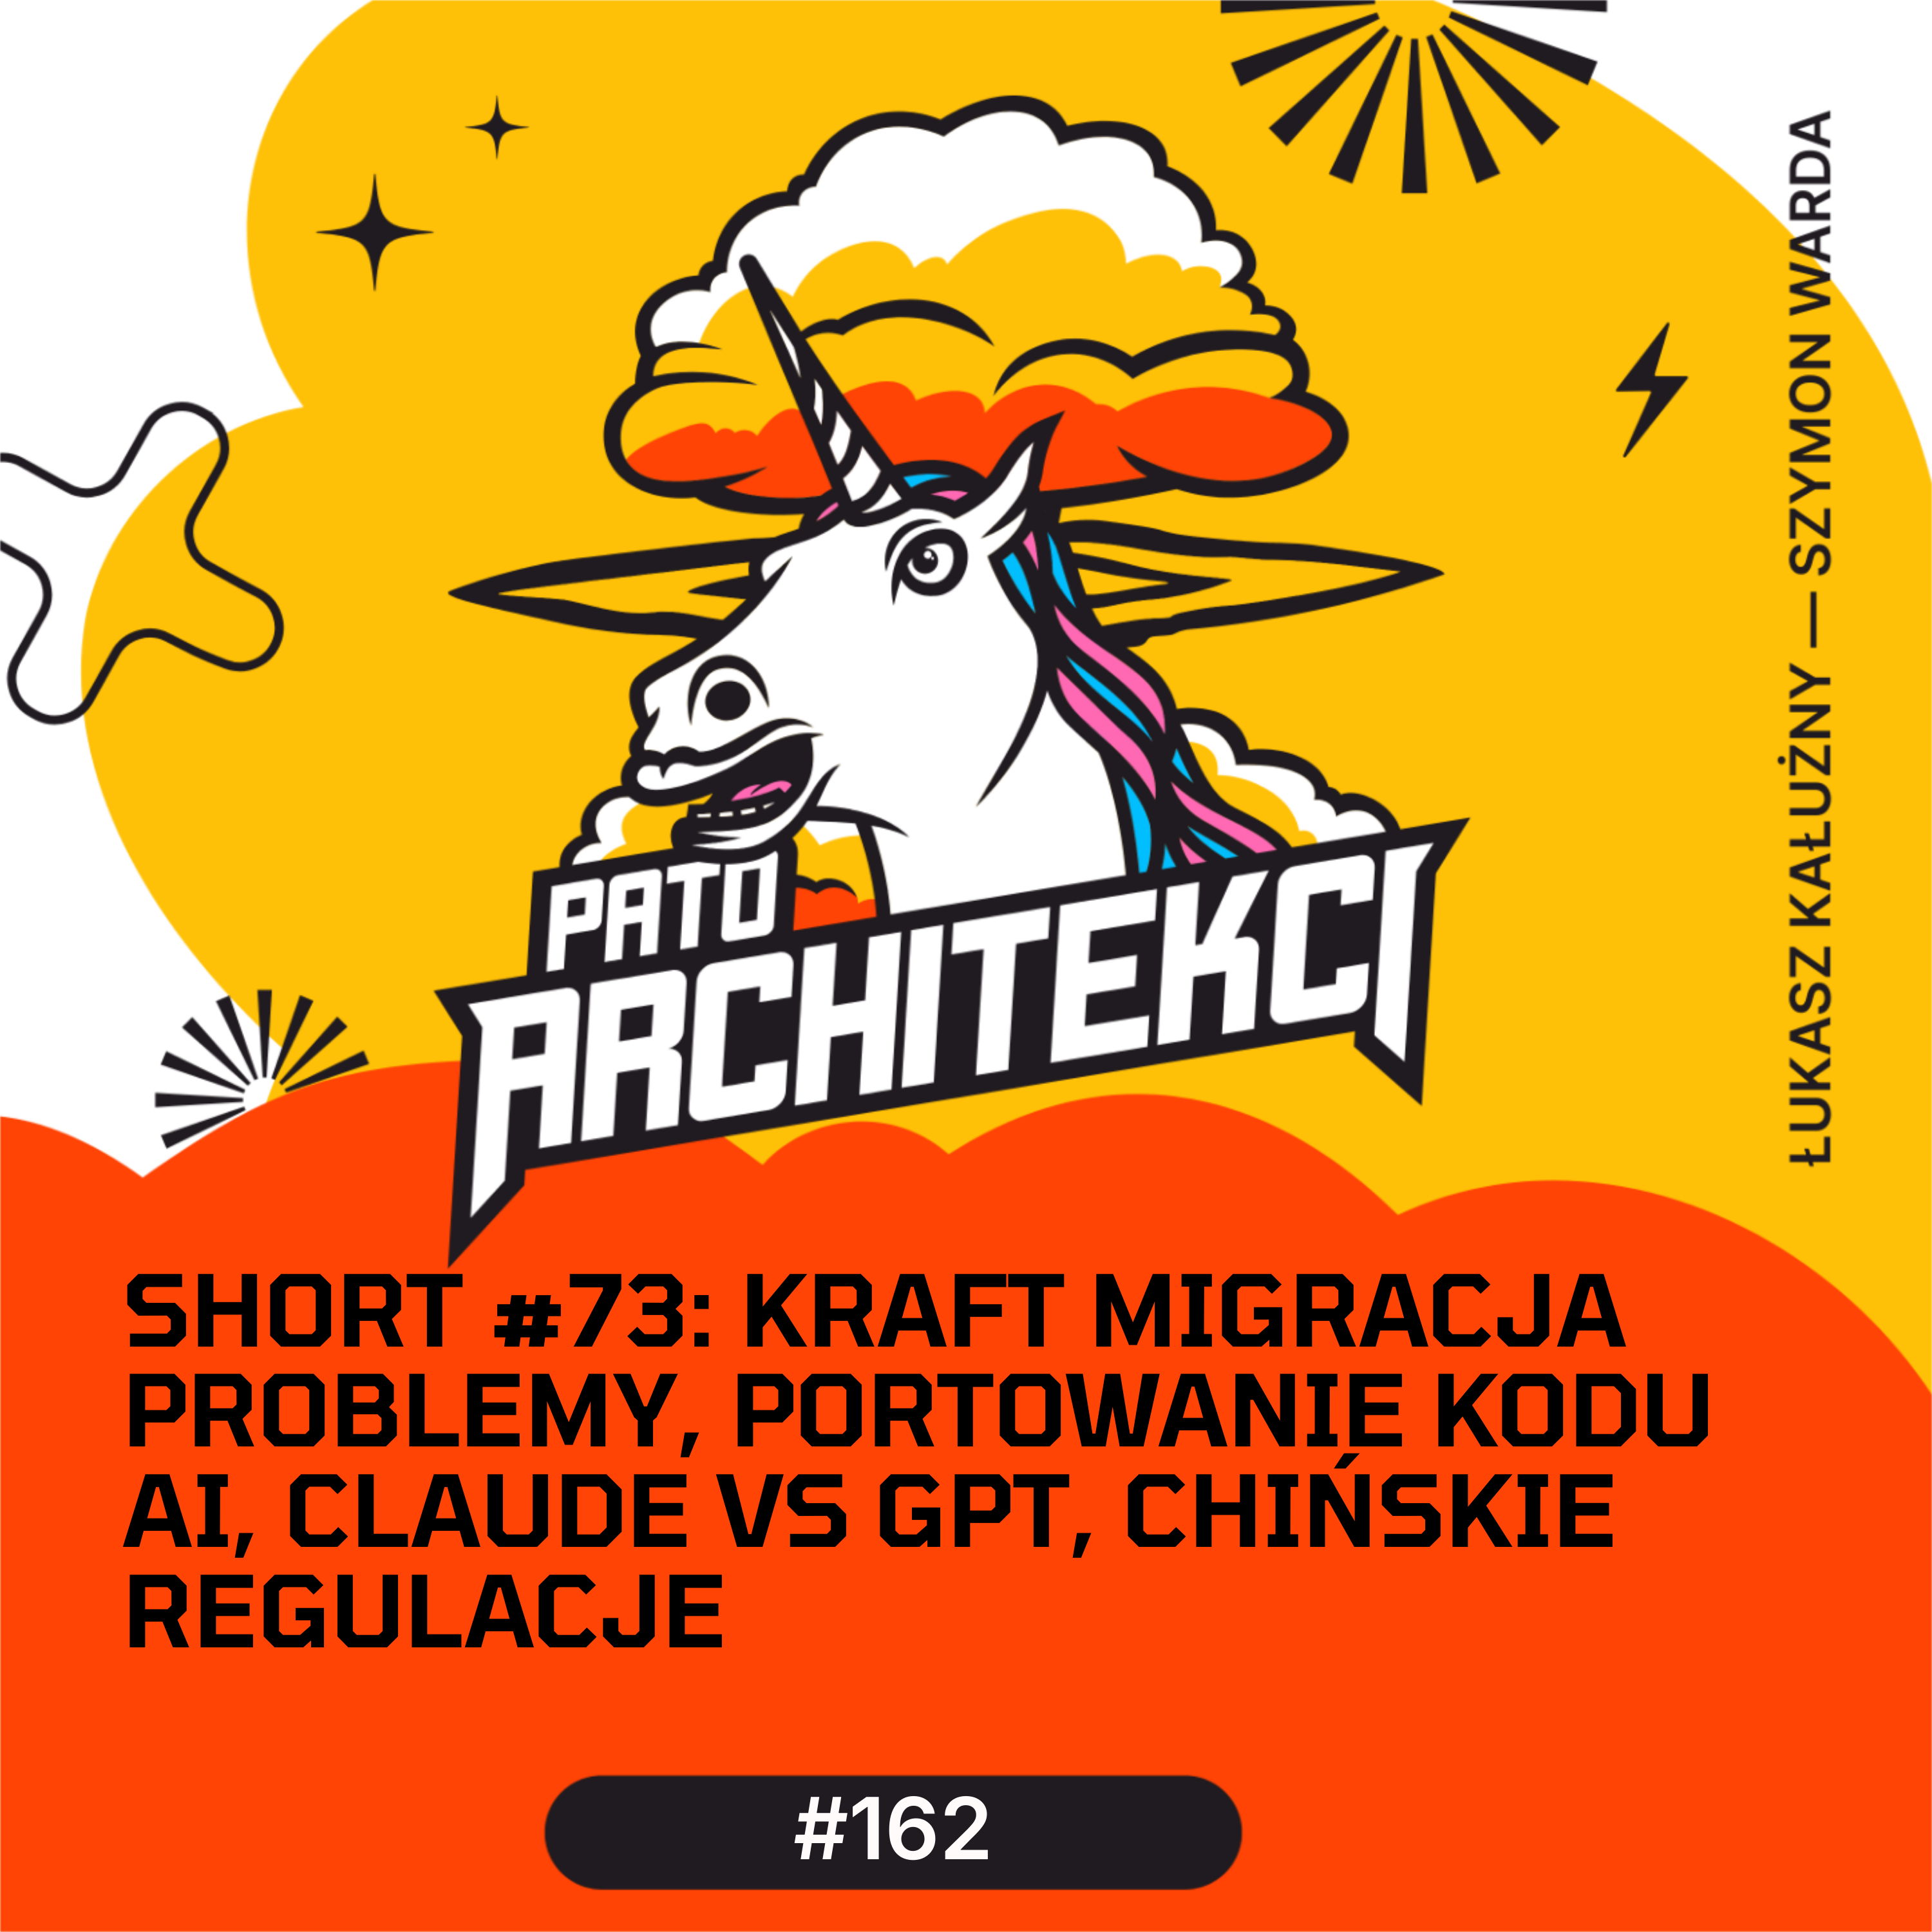 PATO
ARCHITEKCI
ŁUKASZ KAŁUŻNY — SZYMON WARDA
SHORT #73: KRAFT MIGRACJA
PROBLEMY, PORTOWANIE KODU
AI, CLAUDE VS GPT, CHIŃSKIE
REGULACJE
#162